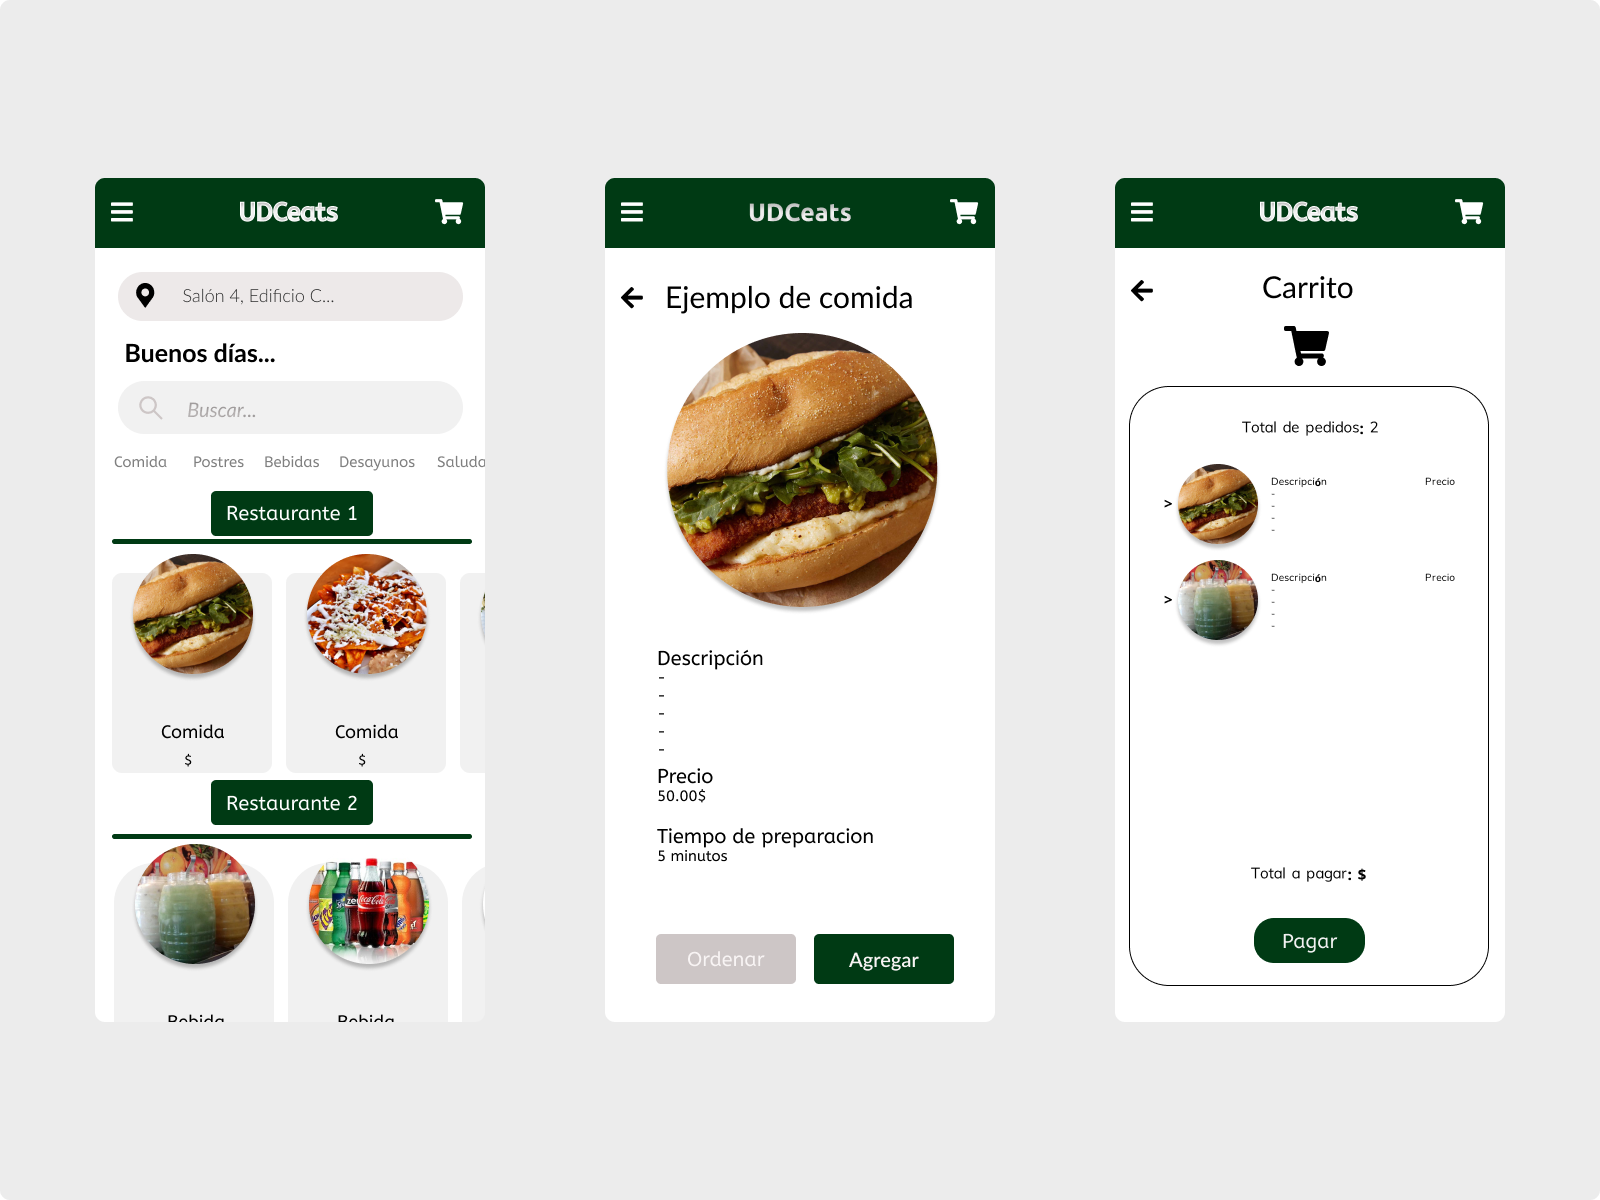 UDCeats
Salón 4, Edificio C...
Buenos días...
Buscar...
Comida Postres Bebidas Desayunos Saluda
Restaurante 1
Comida Comida
$ $
Restaurante 2
Bebida Bebida
UDCeats
Ejemplo de comida
Descripción
-
-
-
-
-
Precio
50.00$
Tiempo de preparacion
5 minutos
Ordenar Agregar
UDCeats
Carrito
Total de pedidos: 2
> Descripción Precio
-
-
-
-
> Descripción Precio
-
-
-
-
Total a pagar: $
Pagar